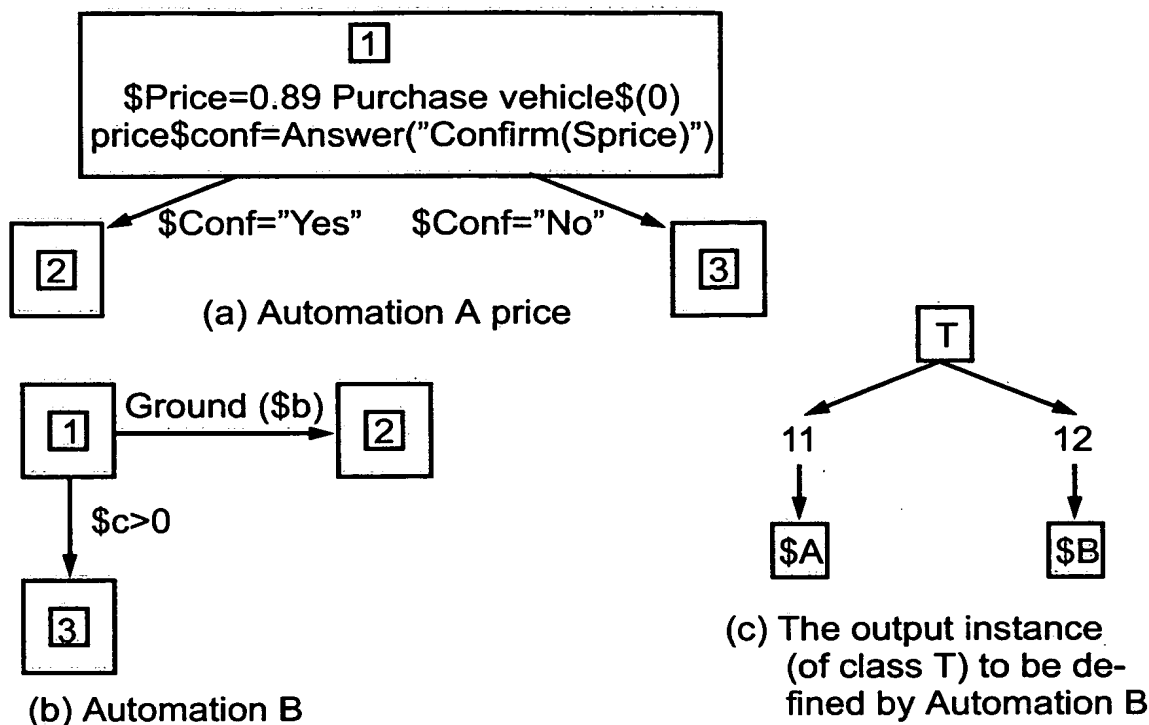 1
$Price=0.89 Purchase vehicle$(0)
price$conf=Answer("Confirm(Sprice)")
$Conf="Yes" $Conf="No"
2
3
(a) Automation A price
1
Ground ($b)
2
$c>0
3
(b) Automation B
T
11
12
$A
$B
(c) The output instance
(of class T) to be de-
fined by Automation B